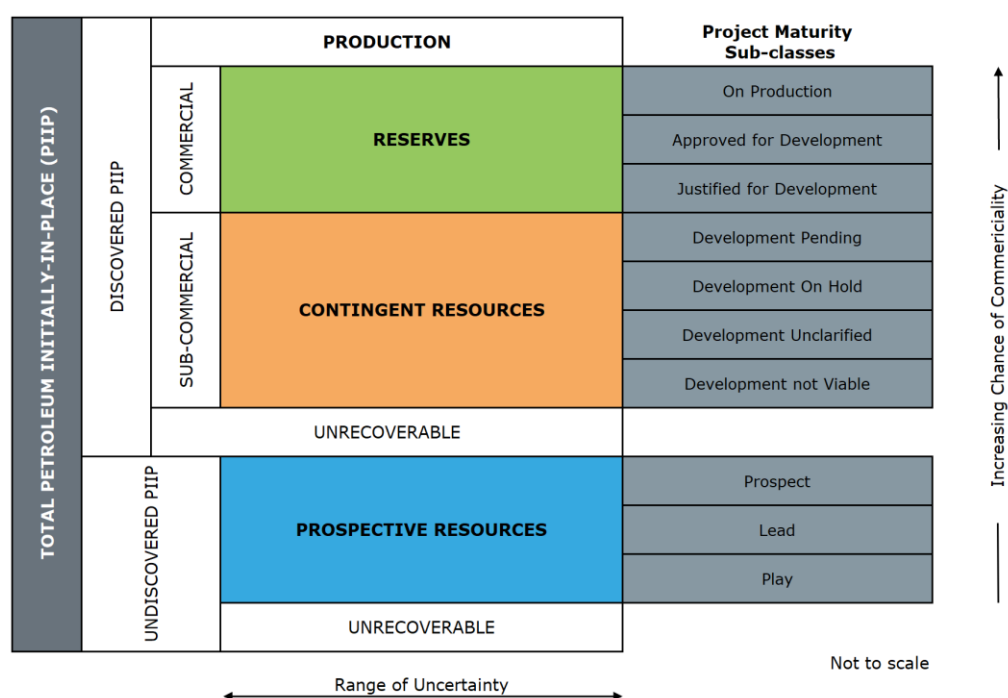 TOTAL PETROLEUM INITIALLY-IN-PLACE (PIIP)
DISCOVERED PIIP
UNDISCOVERED PIIP
COMMERCIAL
SUB-COMMERCIAL
PRODUCTION
RESERVES
CONTINGENT RESOURCES
UNRECOVERABLE
PROSPECTIVE RESOURCES
UNRECOVERABLE
Range of Uncertainty
Project Maturity
Sub-classes
On Production
Approved for Development
Justified for Development
Development Pending
Development On Hold
Development Unclarified
Development not Viable
Prospect
Lead
Play
Not to scale
Increasing Chance of Commericiality